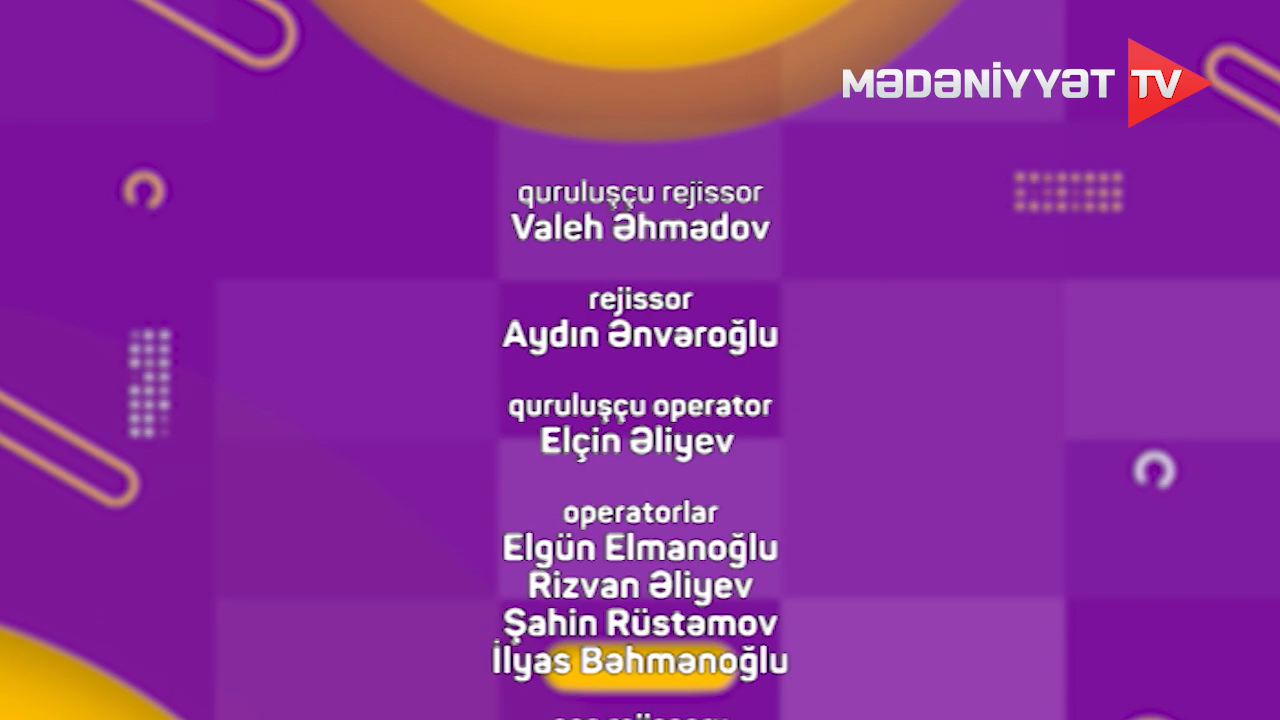 MƏDƏNİYYƏT TV
quruluşçu rejissor
Valeh Əhmədov
rejissor
Aydın Ənvəroğlu
quruluşçu operator
Elçin Əliyev
operatorlar
Elgün Elmanoğlu
Rizvan Əliyev
Şahin Rüstəmov
İlyas Bəhmənoğlu